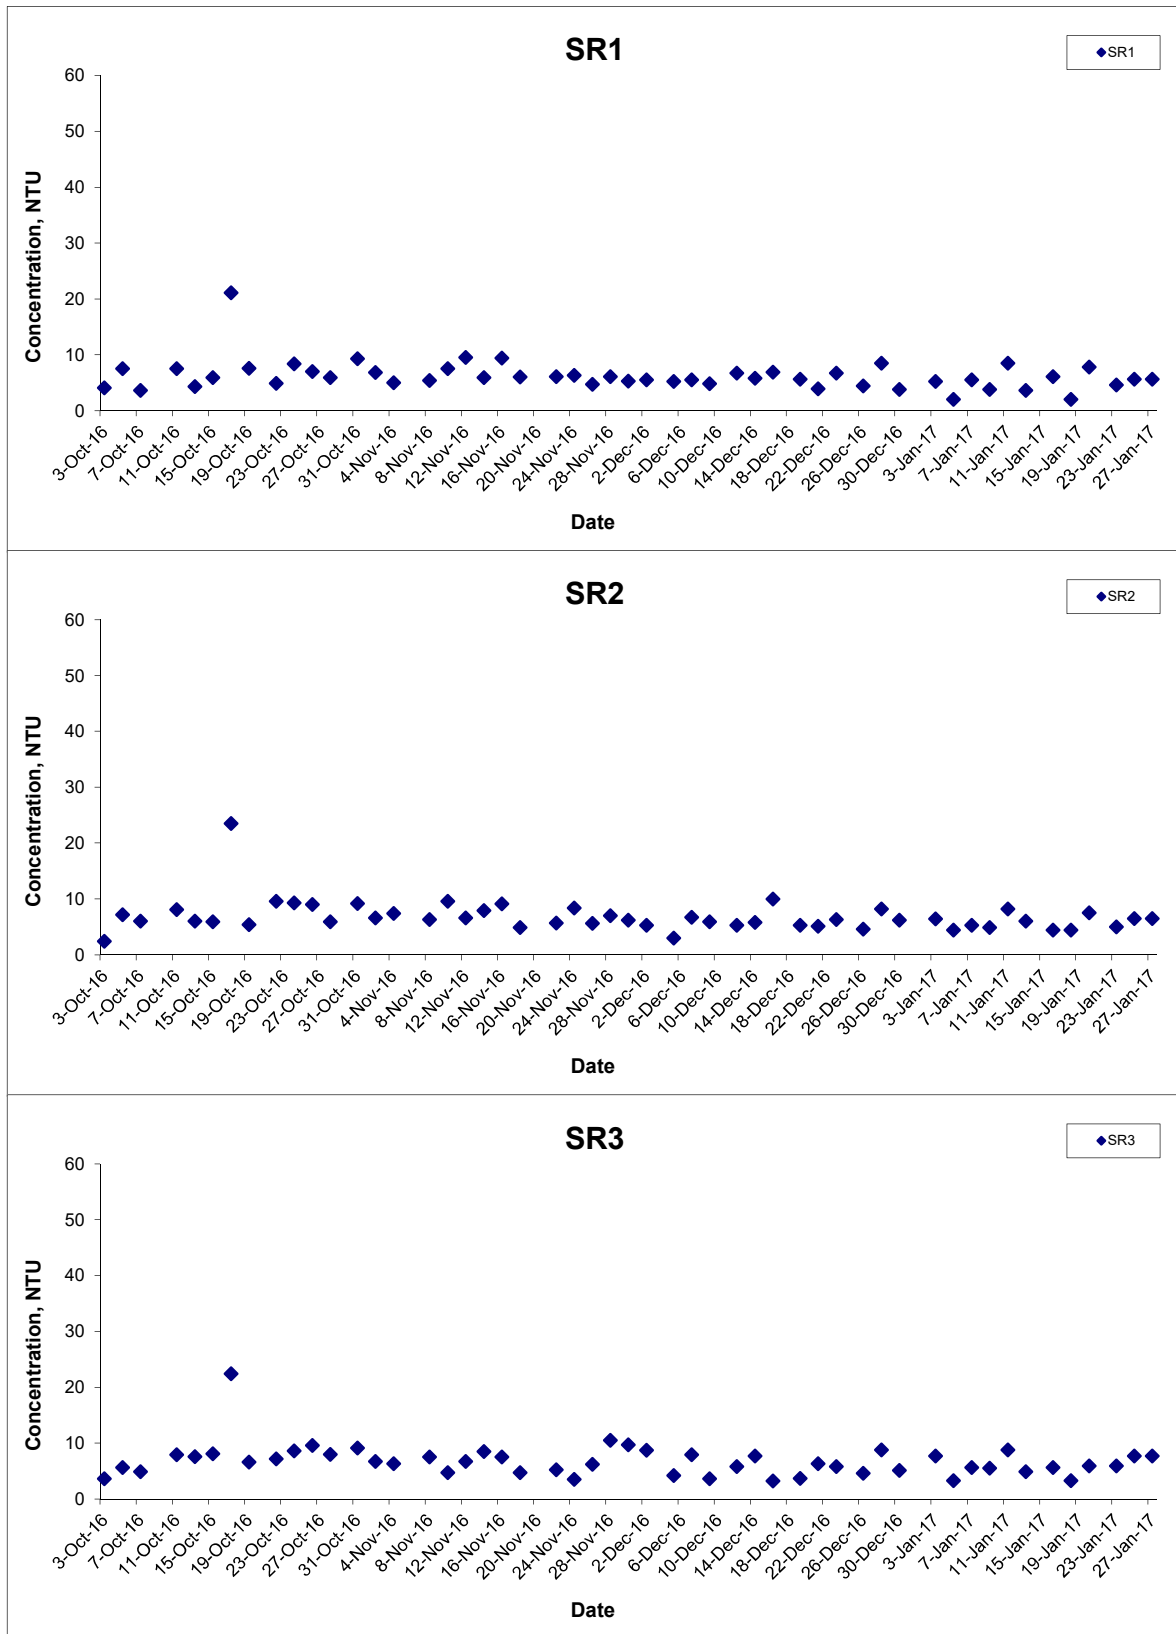 SR1
SR1
60
50
40
30
20
10
0
Concentration, NTU
3-Oct-16
7-Oct-16
11-Oct-16
15-Oct-16
19-Oct-16
23-Oct-16
27-Oct-16
31-Oct-16
4-Nov-16
8-Nov-16
12-Nov-16
16-Nov-16
20-Nov-16
24-Nov-16
28-Nov-16
2-Dec-16
6-Dec-16
10-Dec-16
14-Dec-16
18-Dec-16
22-Dec-16
26-Dec-16
30-Dec-16
3-Jan-17
7-Jan-17
11-Jan-17
15-Jan-17
19-Jan-17
23-Jan-17
27-Jan-17
Date
SR2
SR2
60
50
40
30
20
10
0
Concentration, NTU
3-Oct-16
7-Oct-16
11-Oct-16
15-Oct-16
19-Oct-16
23-Oct-16
27-Oct-16
31-Oct-16
4-Nov-16
8-Nov-16
12-Nov-16
16-Nov-16
20-Nov-16
24-Nov-16
28-Nov-16
2-Dec-16
6-Dec-16
10-Dec-16
14-Dec-16
18-Dec-16
22-Dec-16
26-Dec-16
30-Dec-16
3-Jan-17
7-Jan-17
11-Jan-17
15-Jan-17
19-Jan-17
23-Jan-17
27-Jan-17
Date
SR3
SR3
60
50
40
30
20
10
0
Concentration, NTU
3-Oct-16
7-Oct-16
11-Oct-16
15-Oct-16
19-Oct-16
23-Oct-16
27-Oct-16
31-Oct-16
4-Nov-16
8-Nov-16
12-Nov-16
16-Nov-16
20-Nov-16
24-Nov-16
28-Nov-16
2-Dec-16
6-Dec-16
10-Dec-16
14-Dec-16
18-Dec-16
22-Dec-16
26-Dec-16
30-Dec-16
3-Jan-17
7-Jan-17
11-Jan-17
15-Jan-17
19-Jan-17
23-Jan-17
27-Jan-17
Date